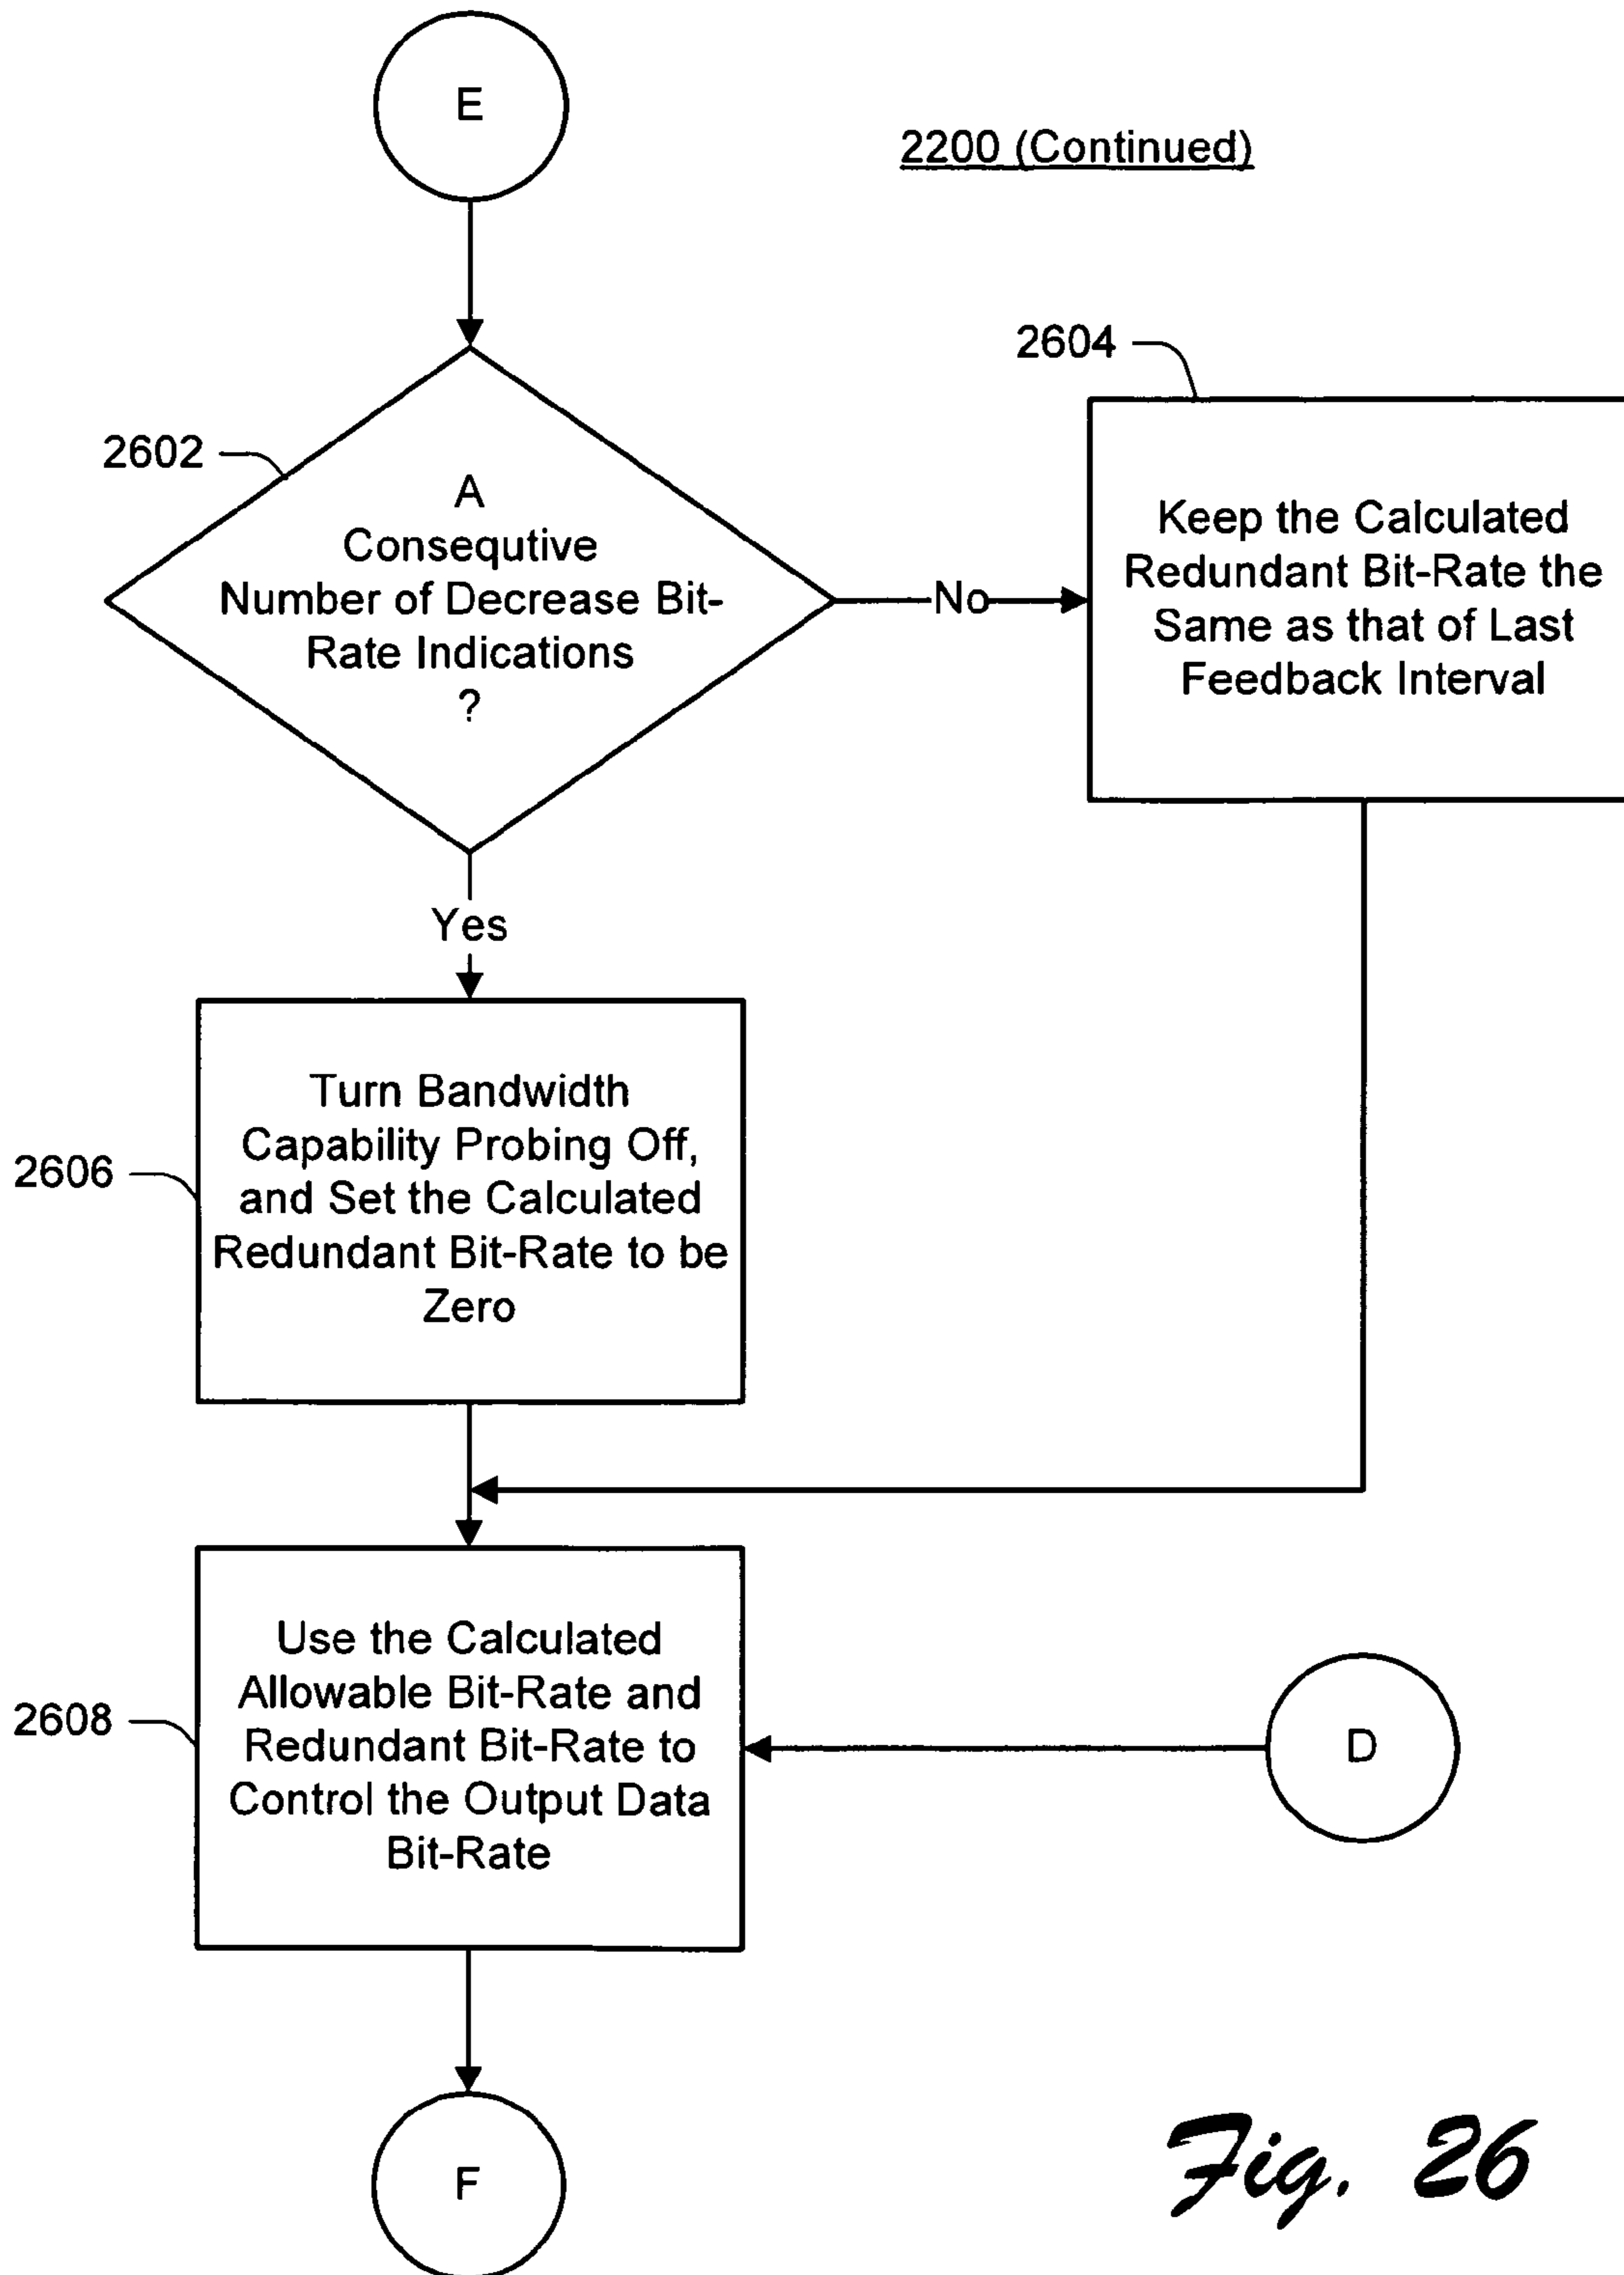 E
2200 (Continued)
2604
2602
A
Consequtive
Number of Decrease Bit-
Rate Indications
?
No
Keep the Calculated
Redundant Bit-Rate the
Same as that of Last
Feedback Interval
Yes
2606
Turn Bandwidth
Capability Probing Off,
and Set the Calculated
Redundant Bit-Rate to be
Zero
2608
Use the Calculated
Allowable Bit-Rate and
Redundant Bit-Rate to
Control the Output Data
Bit-Rate
D
F
Fig. 26